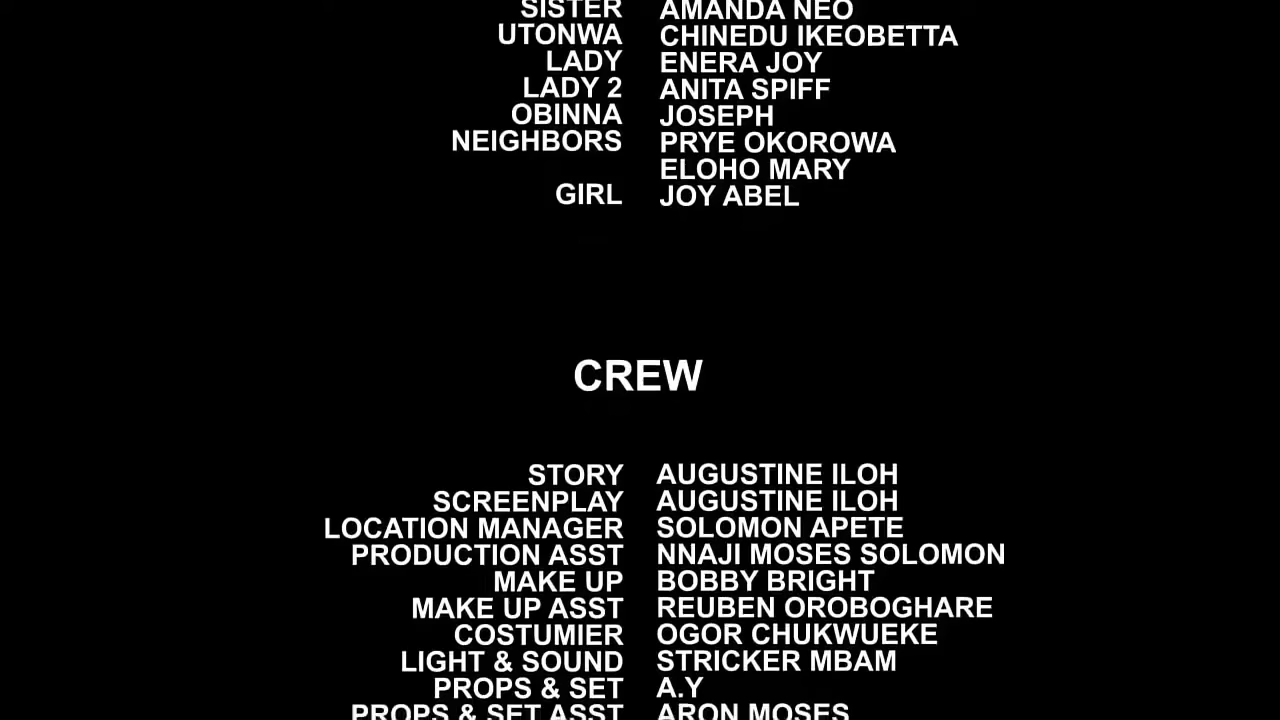 SISTER AMANDA NEO
UTONWA CHINEDU IKEOBETTA
LADY ENERA JOY
LADY 2 ANITA SPIFF
OBINNA JOSEPH
NEIGHBORS PRYE OKOROWA
ELOHO MARY
GIRL JOY ABEL
CREW
STORY AUGUSTINE ILOH
SCREENPLAY AUGUSTINE ILOH
LOCATION MANAGER SOLOMON APETE
PRODUCTION ASST NNAJI MOSES SOLOMON
MAKE UP BOBBY BRIGHT
MAKE UP ASST REUBEN OROBOGHARE
COSTUMIER OGOR CHUKWUEKE
LIGHT & SOUND STRICKER MBAM
PROPS & SET A.Y
PROPS & SET ASST ARON MOSES